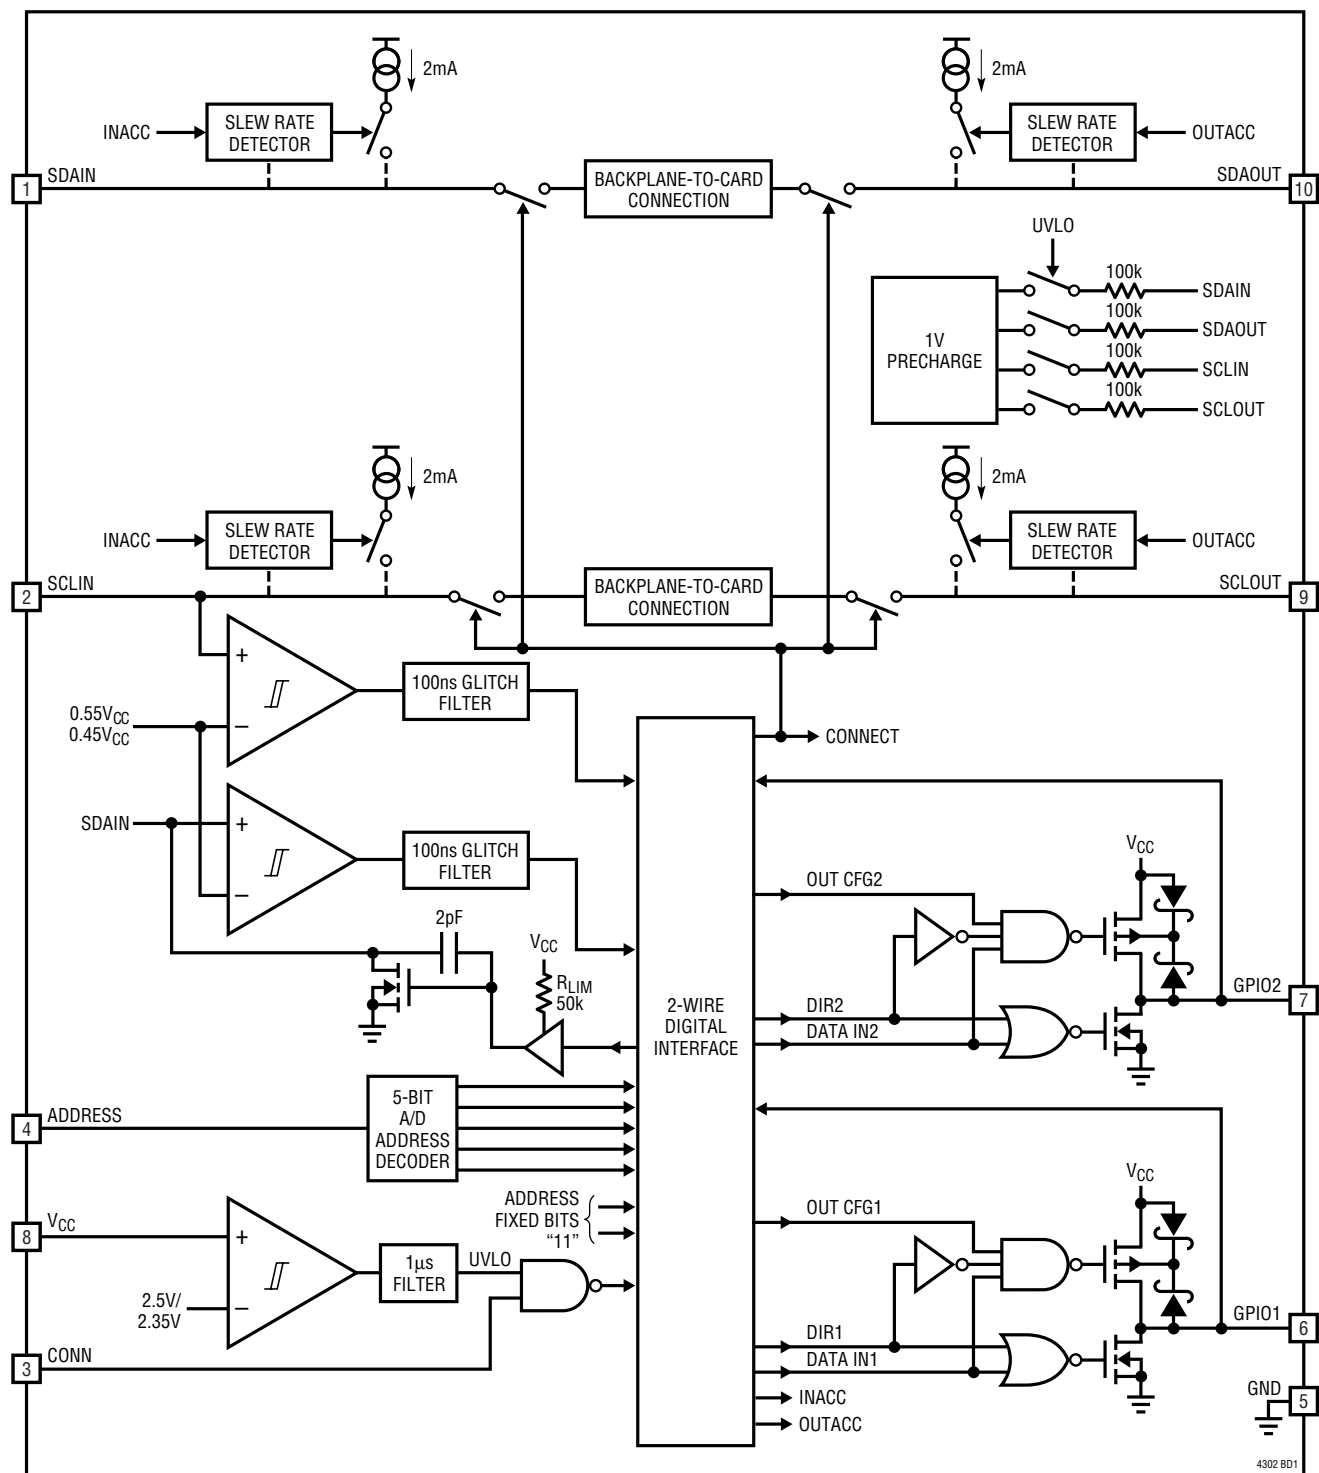 2mA
2mA
INACC
SLEW RATE
DETECTOR
SLEW RATE
DETECTOR
OUTACC
1
SDAIN
BACKPLANE-TO-CARD
CONNECTION
SDAOUT
10
UVLO
1V
PRECHARGE
100k
SDAIN
100k
SDAOUT
100k
SCLIN
100k
SCLOUT
2mA
2mA
INACC
SLEW RATE
DETECTOR
SLEW RATE
DETECTOR
OUTACC
2
SCLIN
BACKPLANE-TO-CARD
CONNECTION
SCLOUT
9
+
–
0.55VCC
0.45VCC
100ns GLITCH
FILTER
CONNECT
SDAIN
+
–
100ns GLITCH
FILTER
2pF
VCC
RLIM
50k
2-WIRE
DIGITAL
INTERFACE
OUT CFG2
VCC
DIR2
DATA IN2
GPIO2
7
4
ADDRESS
5-BIT
A/D
ADDRESS
DECODER
ADDRESS
FIXED BITS
“11”
8
VCC
+
–
2.5V/
2.35V
1µs
FILTER
UVLO
3
CONN
OUT CFG1
VCC
DIR1
DATA IN1
GPIO1
6
INACC
OUTACC
GND
5
4302 BD1